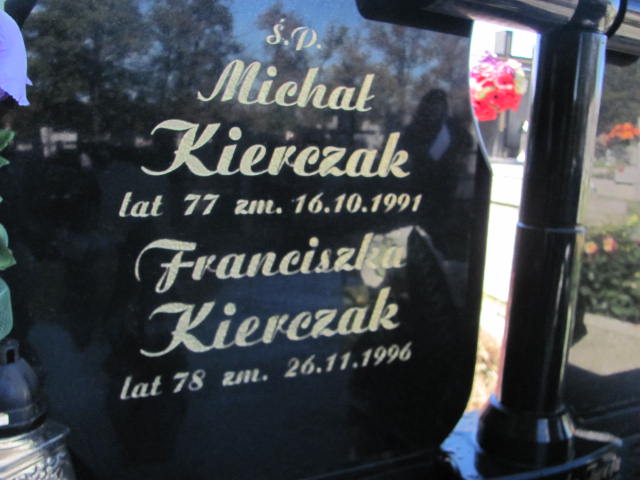 Ś.P.
Michał
Kierczak
lat 77 zm. 16.10.1991
Franciszka
Kierczak
lat 78 zm. 26.11.1996